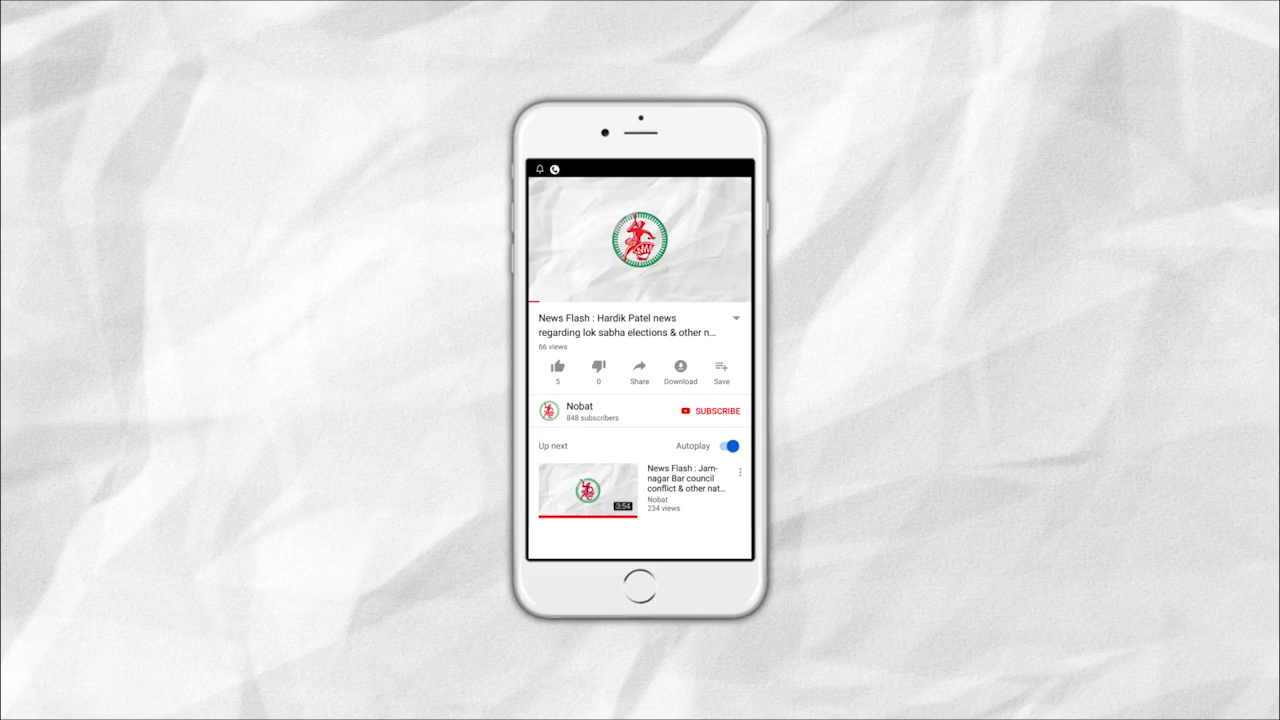 News Flash : Hardik Patel news
regarding lok sabha elections & other n...
66 views
5
0
Share
Download
Save
Nobat
848 subscribers
SUBSCRIBE
Up next
Autoplay
3:54
News Flash : Jam-
nagar Bar council
conflict & other nat...
Nobat
234 views